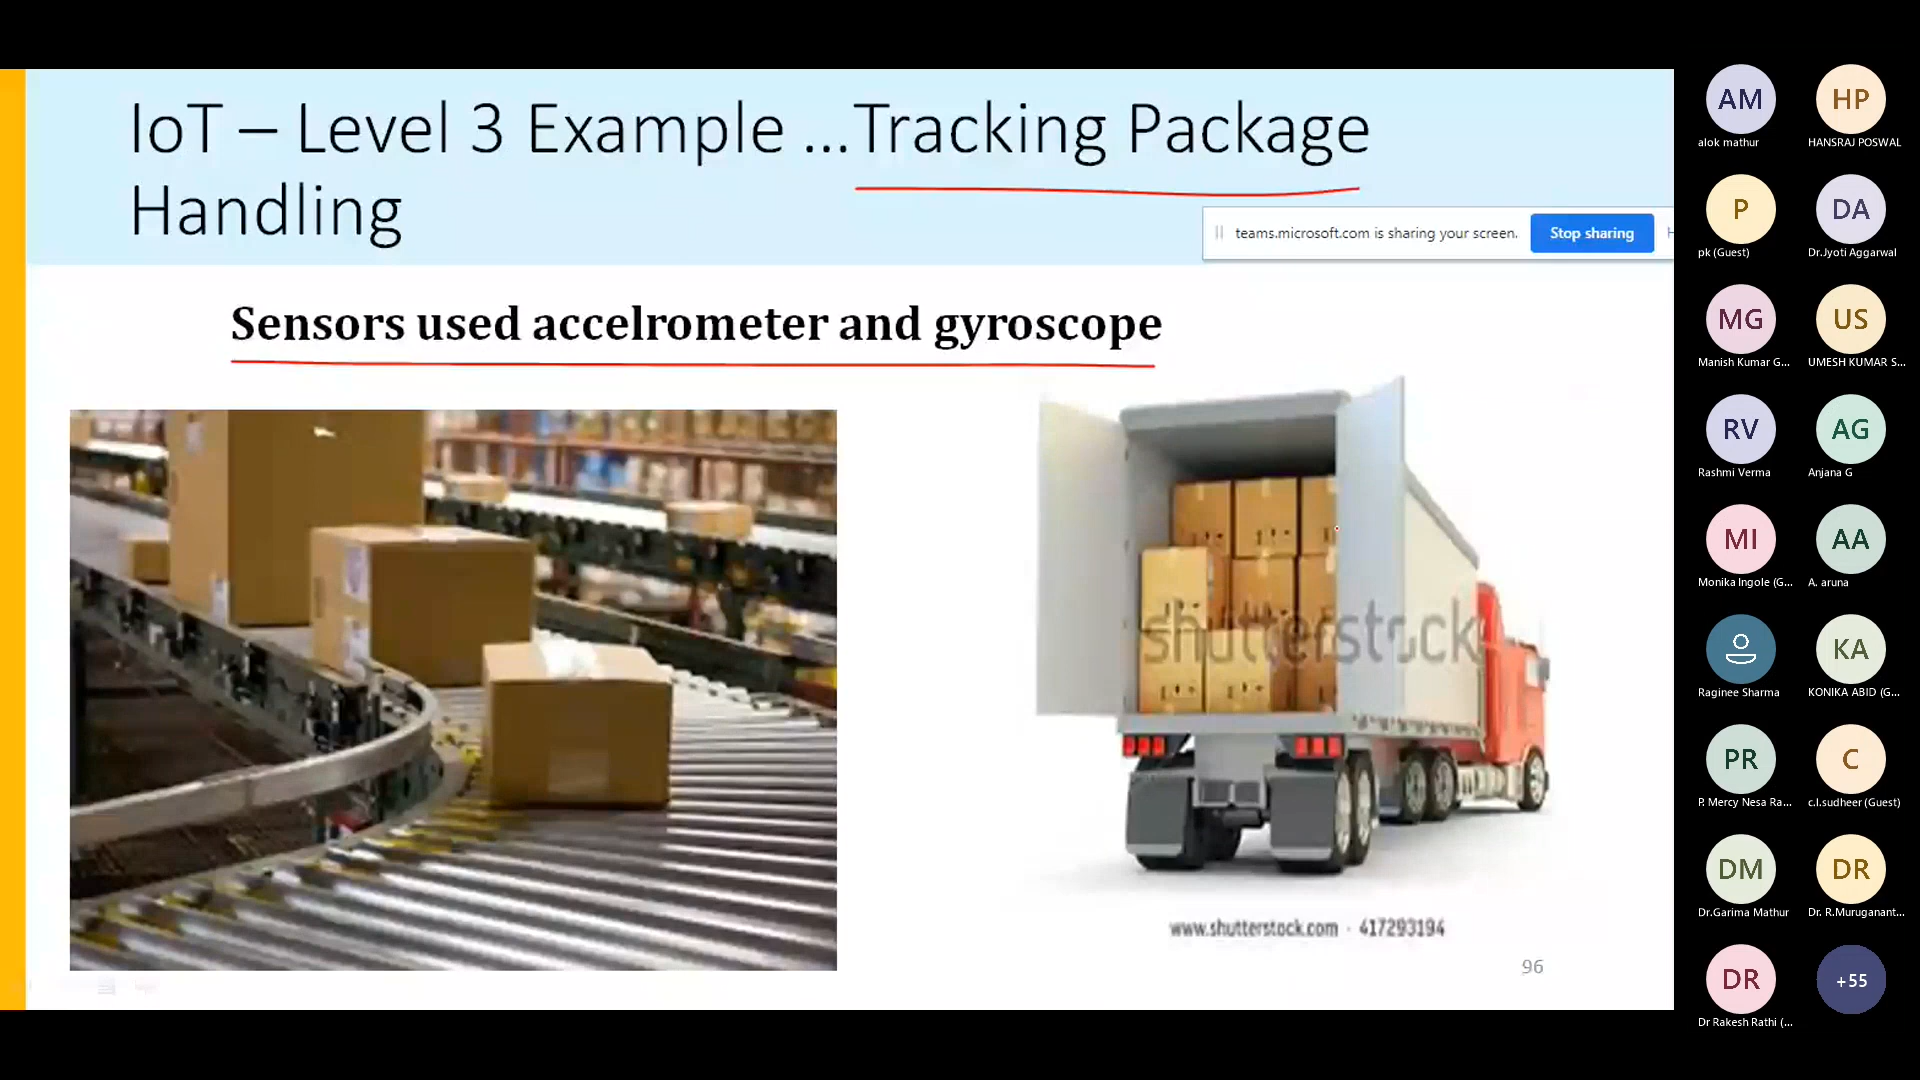 IoT – Level 3 Example ...Tracking Package
Handling
teams.microsoft.com is sharing your screen.
Stop sharing
Sensors used accelrometer and gyroscope
shutterstock
www.shutterstock.com · 417293194
96
AM
alok mathur
HP
HANSRAJ POSWAL
P
pk (Guest)
DA
Dr.Jyoti Aggarwal
MG
Manish Kumar G...
US
UMESH KUMAR S...
RV
Rashmi Verma
AG
Anjana G
MI
Monika Ingole (G...
AA
A. aruna
Raginee Sharma
KA
KONIKA ABID (G...
PR
P. Mercy Nesa Ra...
C
c.l.sudheer (Guest)
DM
Dr.Garima Mathur
DR
Dr. R.Muruganant...
DR
Dr Rakesh Rathi (...
+55